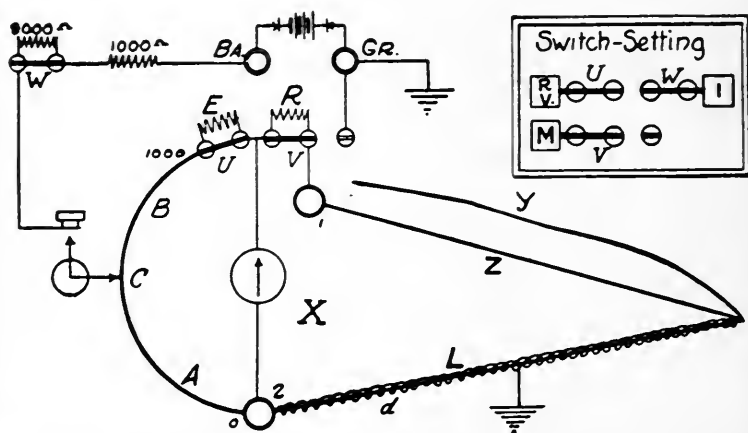 9000 Ω
W
1000 Ω
BA.
GR.
Switch-Setting
R V.
U
W
I
M
V
E
R
1000
U
V
B
1
y
Z
C
X
A
L
2
0
d